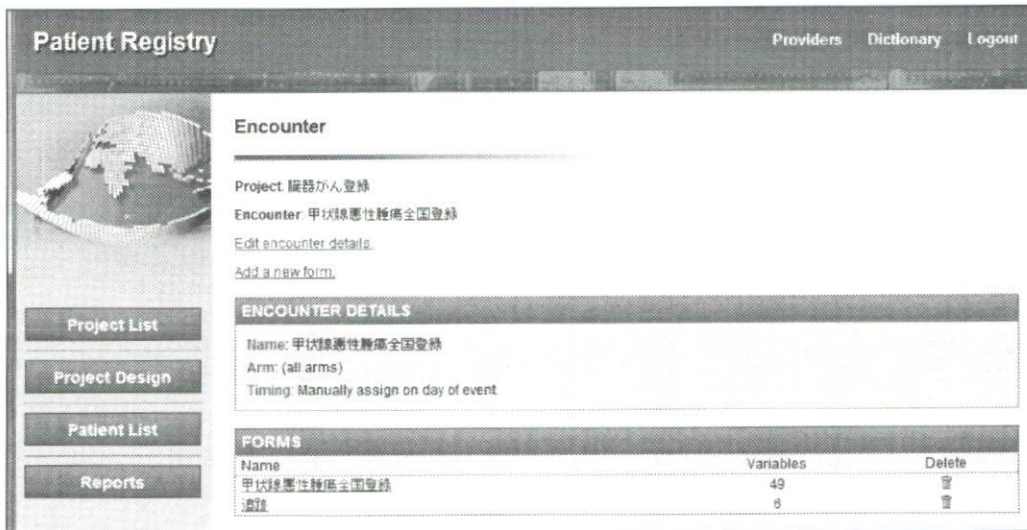 Patient Registry
Providers Dictionary Logout
Encounter
Project: 臓器がん登録
Encounter: 甲状腺悪性腫瘍全国登録
Edit encounter details.
Add a new form.
Project List
Project Design
Patient List
Reports
ENCOUNTER DETAILS
Name: 甲状腺悪性腫瘍全国登録
Arm: (all arms)
Timing: Manually assign on day of event.
FORMS
Name Variables Delete
甲状腺悪性腫瘍全国登録 49
追跡 6